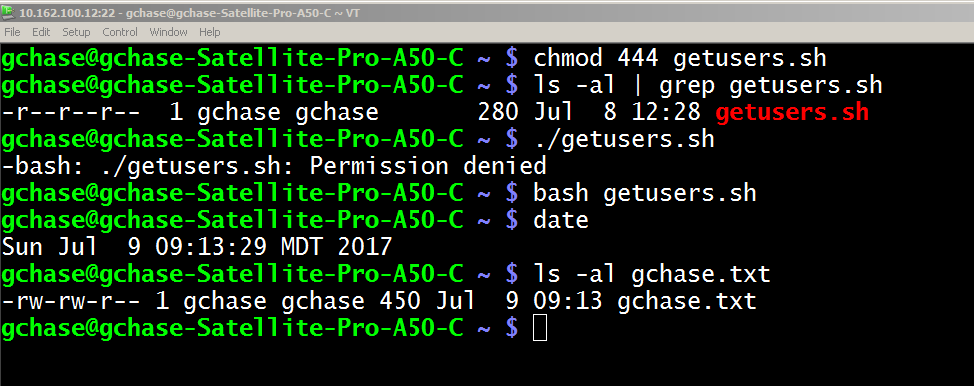 10.162.100.12:22 - gchase@gchase-Satellite-Pro-A50-C ~ VT
File Edit Setup Control Window Help
gchase@gchase-Satellite-Pro-A50-C ~ $ chmod 444 getusers.sh
gchase@gchase-Satellite-Pro-A50-C ~ $ ls -al | grep getusers.sh
-r--r--r--  1 gchase gchase       280 Jul  8 12:28 getusers.sh
gchase@gchase-Satellite-Pro-A50-C ~ $ ./getusers.sh
-bash: ./getusers.sh: Permission denied
gchase@gchase-Satellite-Pro-A50-C ~ $ bash getusers.sh
gchase@gchase-Satellite-Pro-A50-C ~ $ date
Sun Jul  9 09:13:29 MDT 2017
gchase@gchase-Satellite-Pro-A50-C ~ $ ls -al gchase.txt
-rw-rw-r-- 1 gchase gchase 450 Jul  9 09:13 gchase.txt
gchase@gchase-Satellite-Pro-A50-C ~ $